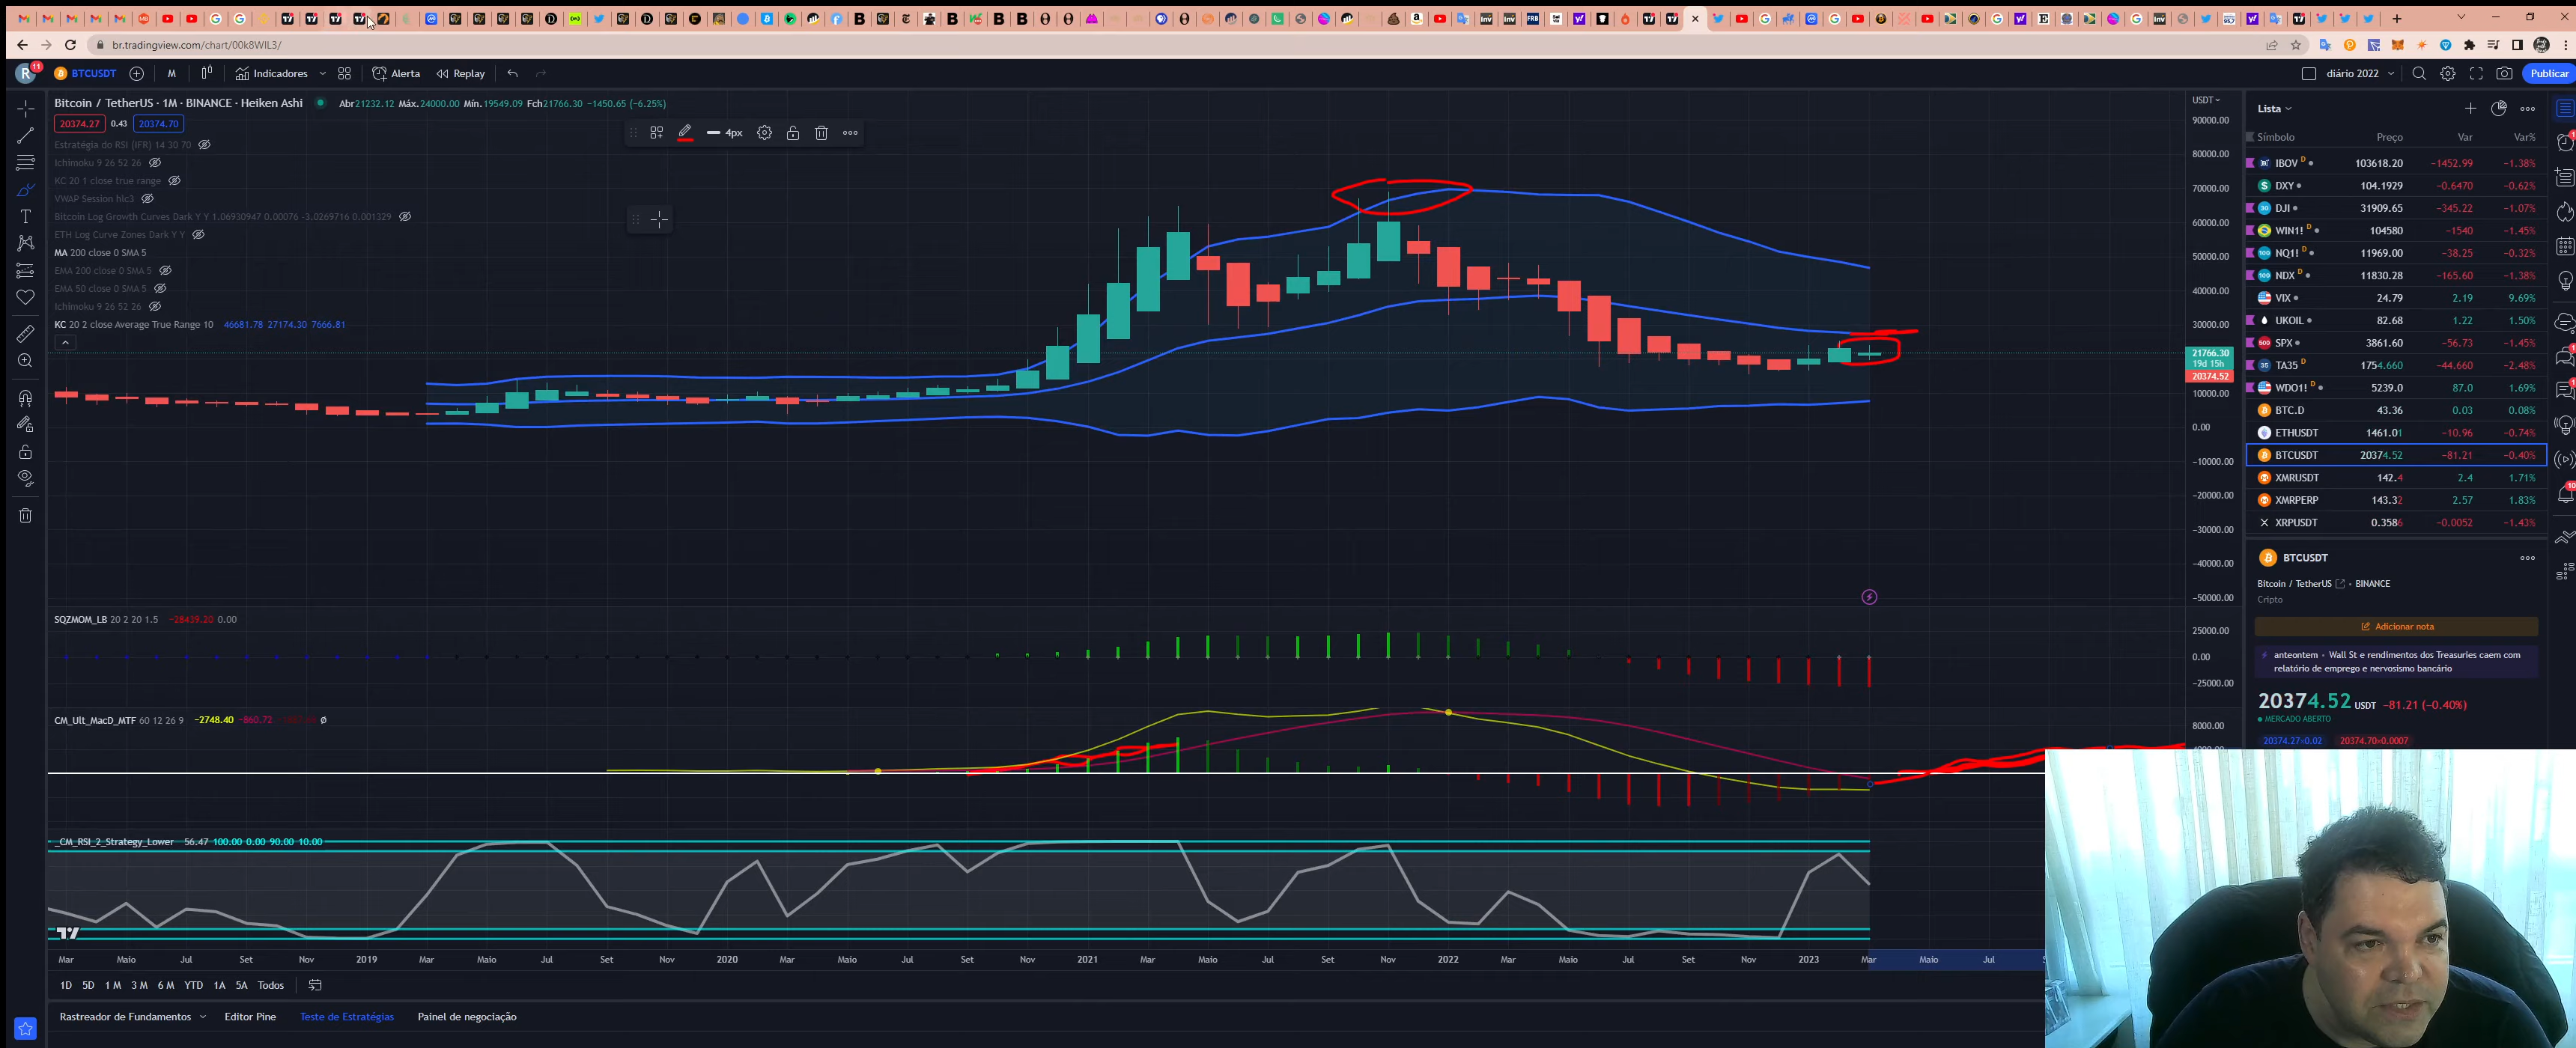 br.tradingview.com/chart/00k8WIL3/
R 11 BTCUSDT M Indicadores Alerta Replay diário 2022 Publicar
Bitcoin / TetherUS · 1M · BINANCE · Heiken Ashi Abr21232.12 Máx.24000.00 Mín.19549.09 Fch21766.30 −1450.65 (−6.25%)
20374.27 0.43 20374.70
4px
Estratégia do RSI (IFR) 14 30 70
Ichimoku 9 26 52 26
KC 20 1 close true range
VWAP Session hlc3
Bitcoin Log Growth Curves Dark Y Y 1.06930947 0.00076 -3.0269716 0.001329
ETH Log Curve Zones Dark Y Y
MA 200 close 0 SMA 5
EMA 200 close 0 SMA 5
EMA 50 close 0 SMA 5
Ichimoku 9 26 52 26
KC 20 2 close Average True Range 10 46681.78 27174.30 7666.81
USDT
90000.00
80000.00
70000.00
60000.00
50000.00
40000.00
30000.00
21766.30
19d 15h
20374.52
10000.00
0.00
−10000.00
−20000.00
−30000.00
−40000.00
−50000.00
SQZMOM_LB 20 2 20 1.5 −28439.20 0.00
25000.00
0.00
−25000.00
CM_Ult_MacD_MTF 60 12 26 9 −2748.40 −860.72
8000.00
_CM_RSI_2_Strategy_Lower 56.47 100.00 0.00 90.00 10.00
Mar Maio Jul Set Nov 2019 Mar Maio Jul Set Nov 2020 Mar Maio Jul Set Nov 2021 Mar Maio Jul Set Nov 2022 Mar Maio Jul Set Nov 2023 Mar Maio Jul
1D 5D 1 M 3 M 6 M YTD 1A 5A Todos
Rastreador de Fundamentos Editor Pine Teste de Estratégias Painel de negociação
Lista
Símbolo Preço Var Var%
IBOV D 103618.20 −1452.99 −1.38%
DXY 104.1929 −0.6470 −0.62%
DJI 31909.65 −345.22 −1.07%
WIN1! D 104580 −1540 −1.45%
NQ1! D 11969.00 −38.25 −0.32%
NDX D 11830.28 −165.60 −1.38%
VIX 24.79 2.19 9.69%
UKOIL 82.68 1.22 1.50%
SPX 3861.60 −56.73 −1.45%
TA35 D 1754.660 −44.660 −2.48%
WDO1! D 5239.0 87.0 1.69%
BTC.D 43.36 0.03 0.08%
ETHUSDT 1461.01 −10.96 −0.74%
BTCUSDT 20374.52 −81.21 −0.40%
XMRUSDT 142.4 2.4 1.71%
XMRPERP 143.32 2.57 1.83%
XRPUSDT 0.3586 −0.0052 −1.43%
BTCUSDT
Bitcoin / TetherUS · BINANCE
Cripto
Adicionar nota
anteontem · Wall St e rendimentos dos Treasuries caem com
relatório de emprego e nervosismo bancário
20374.52 USDT −81.21 (−0.40%)
MERCADO ABERTO
20374.27×0.02 20374.70×0.0007